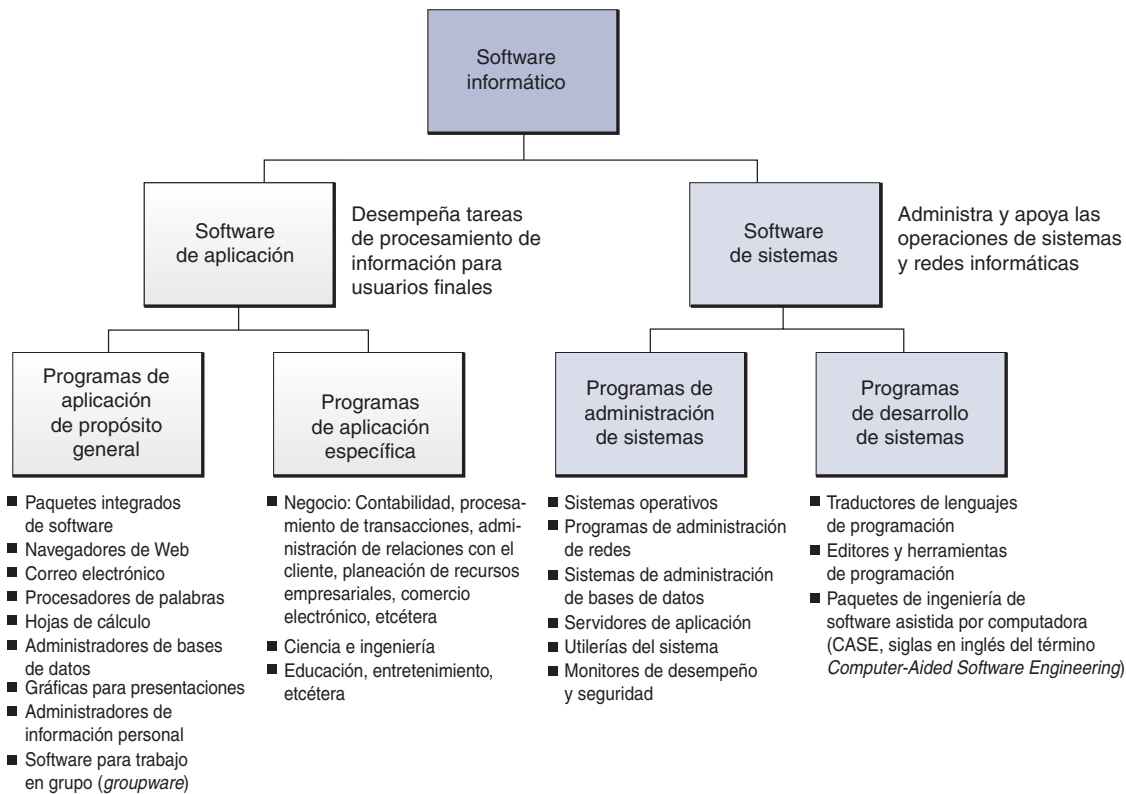 Software
informático
Software
de aplicación
Desempeña tareas
de procesamiento de
información para
usuarios finales
Software
de sistemas
Administra y apoya las
operaciones de sistemas
y redes informáticas
Programas de
aplicación
de propósito
general
Programas
de aplicación
específica
Programas de
administración
de sistemas
Programas
de desarrollo
de sistemas
■ Paquetes integrados
de software
■ Navegadores de Web
■ Correo electrónico
■ Procesadores de palabras
■ Hojas de cálculo
■ Administradores de bases
de datos
■ Gráficas para presentaciones
■ Administradores de
información personal
■ Software para trabajo
en grupo (groupware)
■ Negocio: Contabilidad, procesa-
miento de transacciones, admi-
nistración de relaciones con el
cliente, planeación de recursos
empresariales, comercio
electrónico, etcétera
■ Ciencia e ingeniería
■ Educación, entretenimiento,
etcétera
■ Sistemas operativos
■ Programas de administración
de redes
■ Sistemas de administración
de bases de datos
■ Servidores de aplicación
■ Utilerías del sistema
■ Monitores de desempeño
y seguridad
■ Traductores de lenguajes
de programación
■ Editores y herramientas
de programación
■ Paquetes de ingeniería de
software asistida por computadora
(CASE, siglas en inglés del término
Computer-Aided Software Engineering)